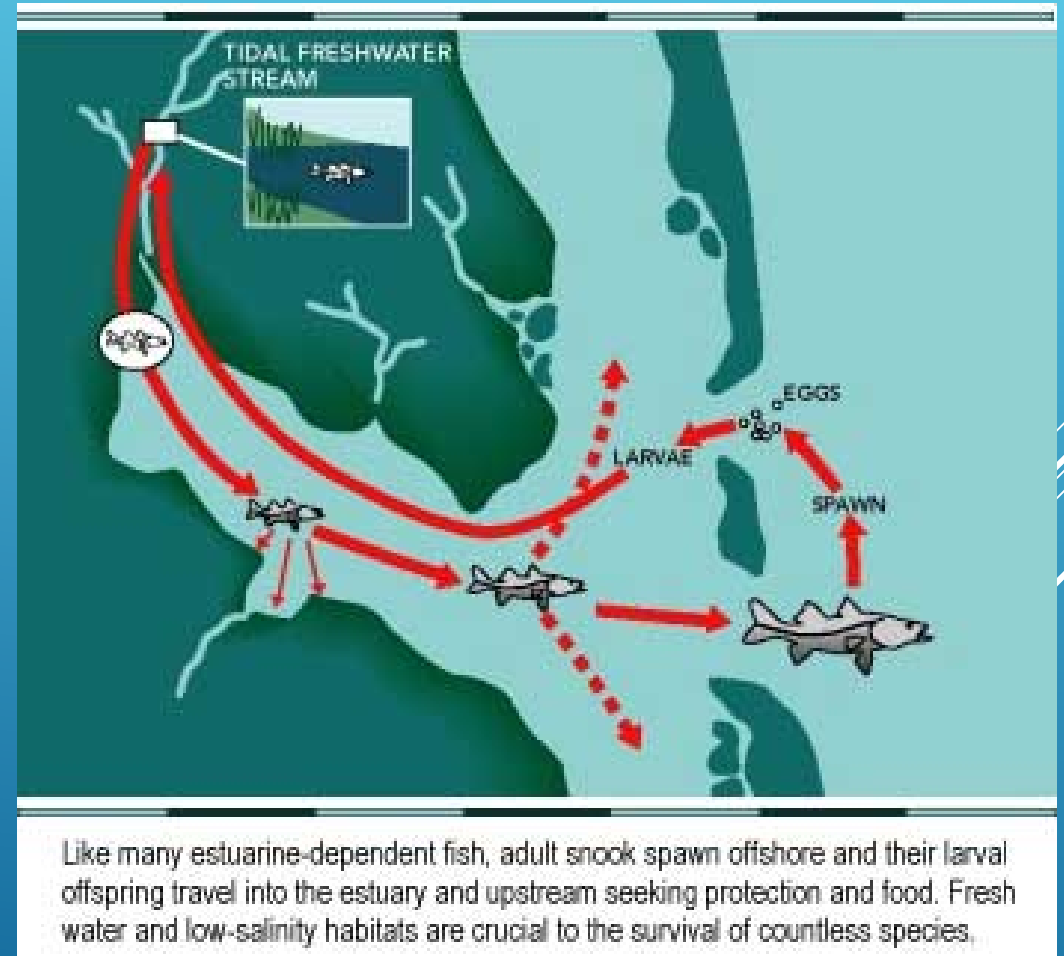 TIDAL FRESHWATER
STREAM
EGGS
LARVAE
SPAWN
Like many estuarine-dependent fish, adult snook spawn offshore and their larval
offspring travel into the estuary and upstream seeking protection and food. Fresh
water and low-salinity habitats are crucial to the survival of countless species.